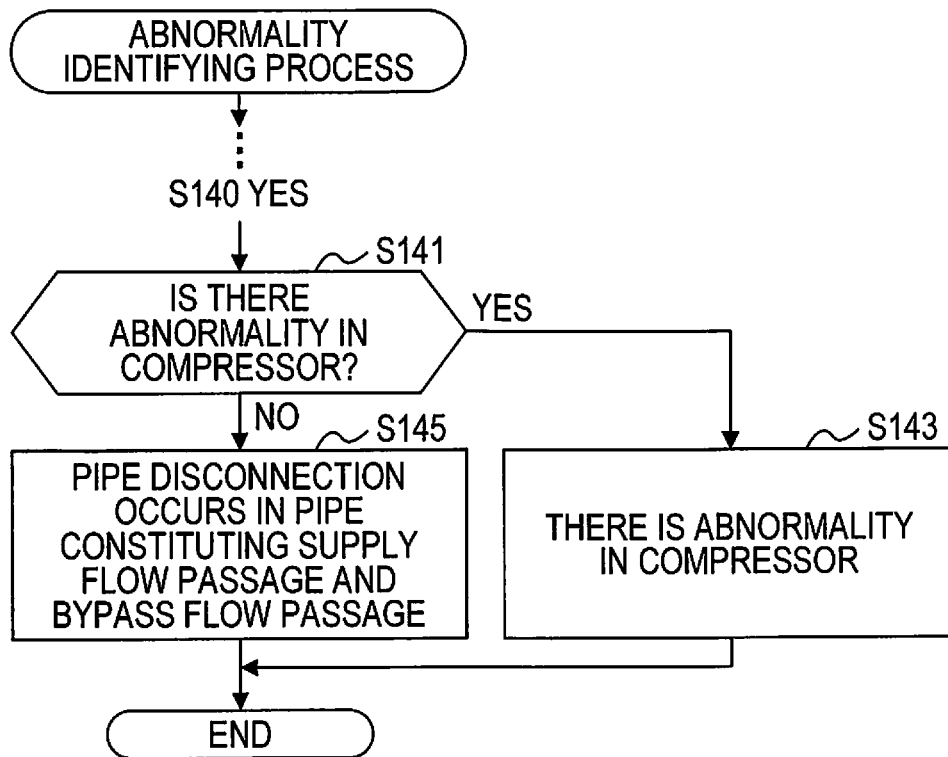 ABNORMALITY
IDENTIFYING PROCESS
S140 YES
S141
IS THERE
ABNORMALITY IN
COMPRESSOR?
YES
NO
S145
PIPE DISCONNECTION
OCCURS IN PIPE
CONSTITUTING SUPPLY
FLOW PASSAGE AND
BYPASS FLOW PASSAGE
S143
THERE IS ABNORMALITY
IN COMPRESSOR
END